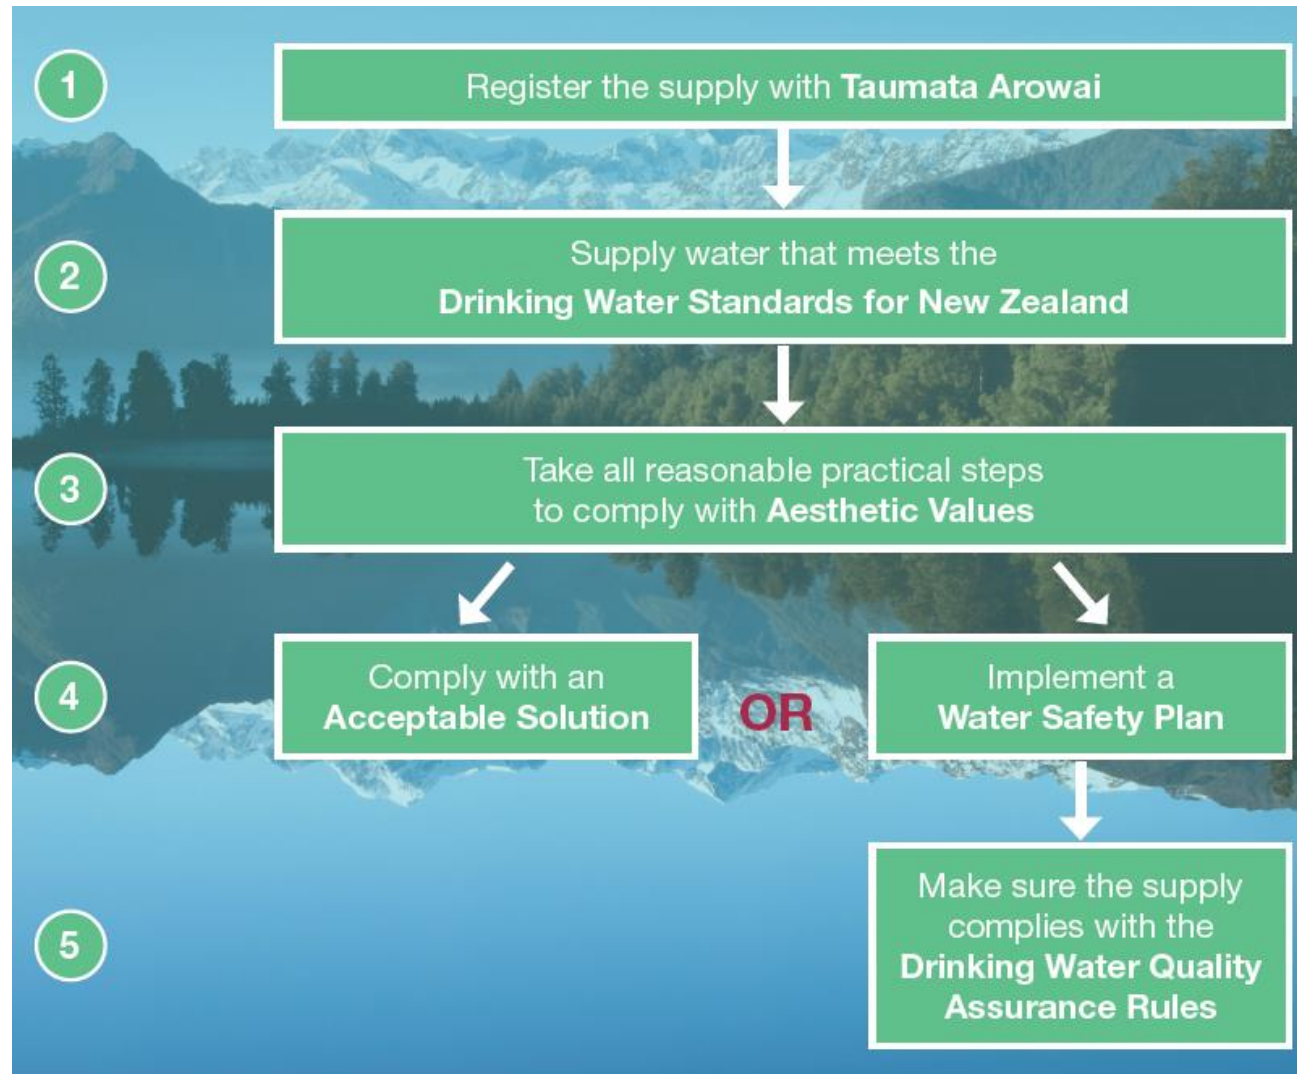 1
Register the supply with Taumata Arowai
2
Supply water that meets the
Drinking Water Standards for New Zealand
3
Take all reasonable practical steps
to comply with Aesthetic Values
4
Comply with an
Acceptable Solution
OR
Implement a
Water Safety Plan
5
Make sure the supply
complies with the
Drinking Water Quality
Assurance Rules